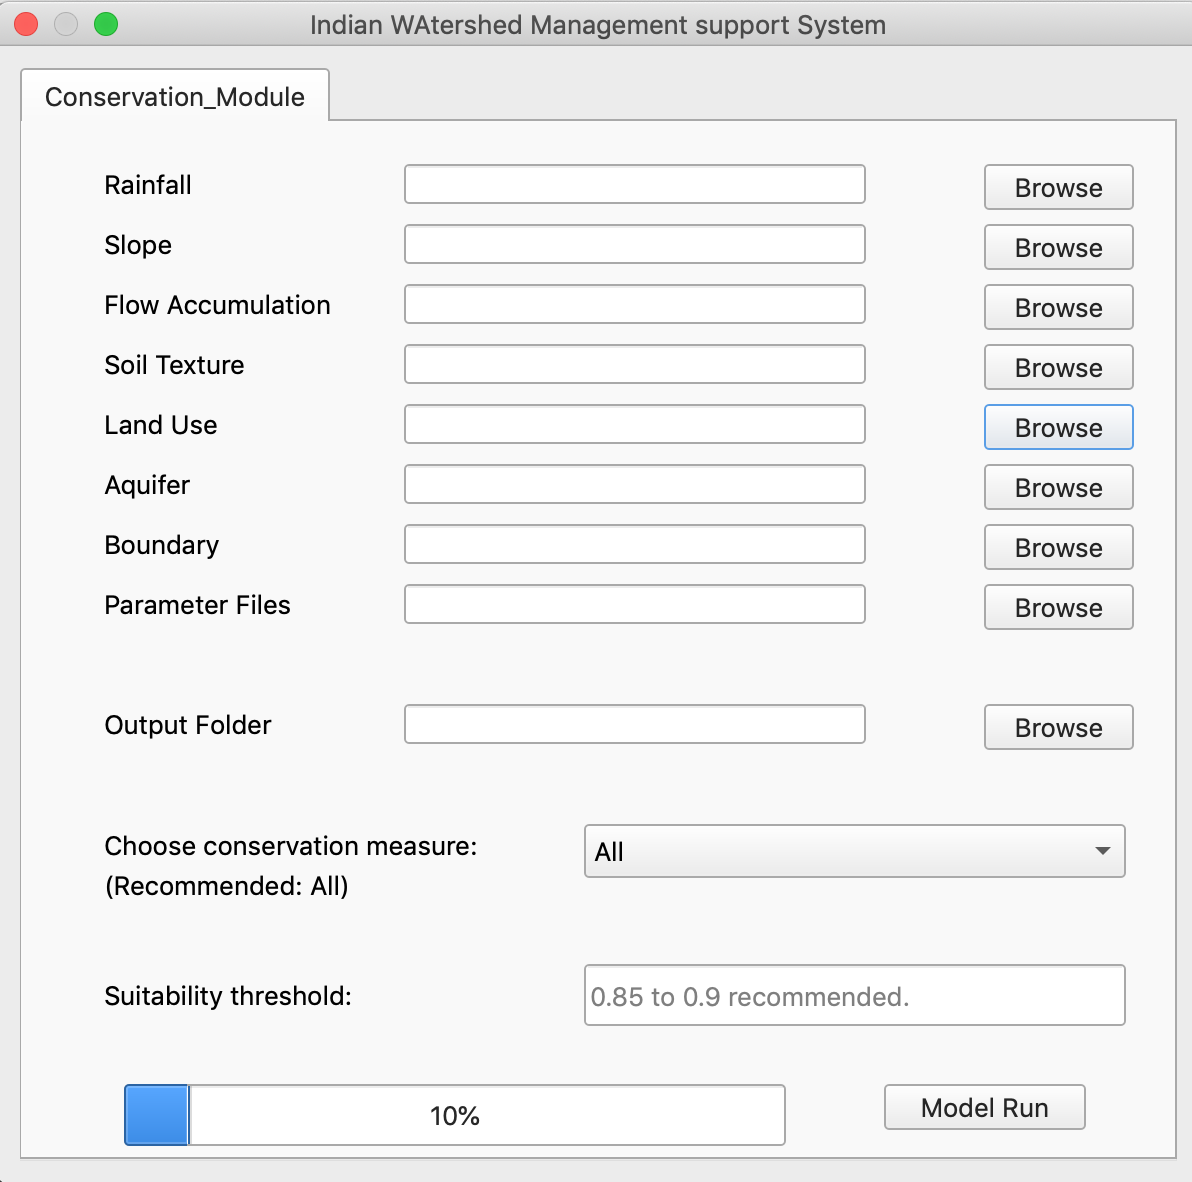 Indian WAtershed Management support System
Conservation_Module
Rainfall Browse
Slope Browse
Flow Accumulation Browse
Soil Texture Browse
Land Use Browse
Aquifer Browse
Boundary Browse
Parameter Files Browse
Output Folder Browse
Choose conservation measure: All
(Recommended: All)
Suitability threshold: 0.85 to 0.9 recommended.
10% Model Run